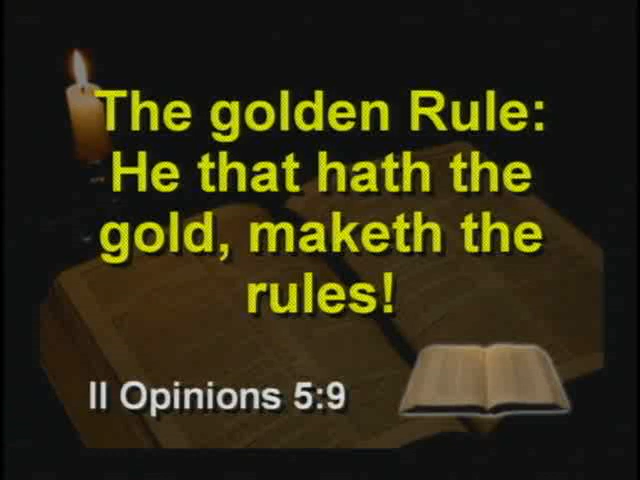 The golden Rule:
He that hath the
gold, maketh the
rules!
II Opinions 5:9